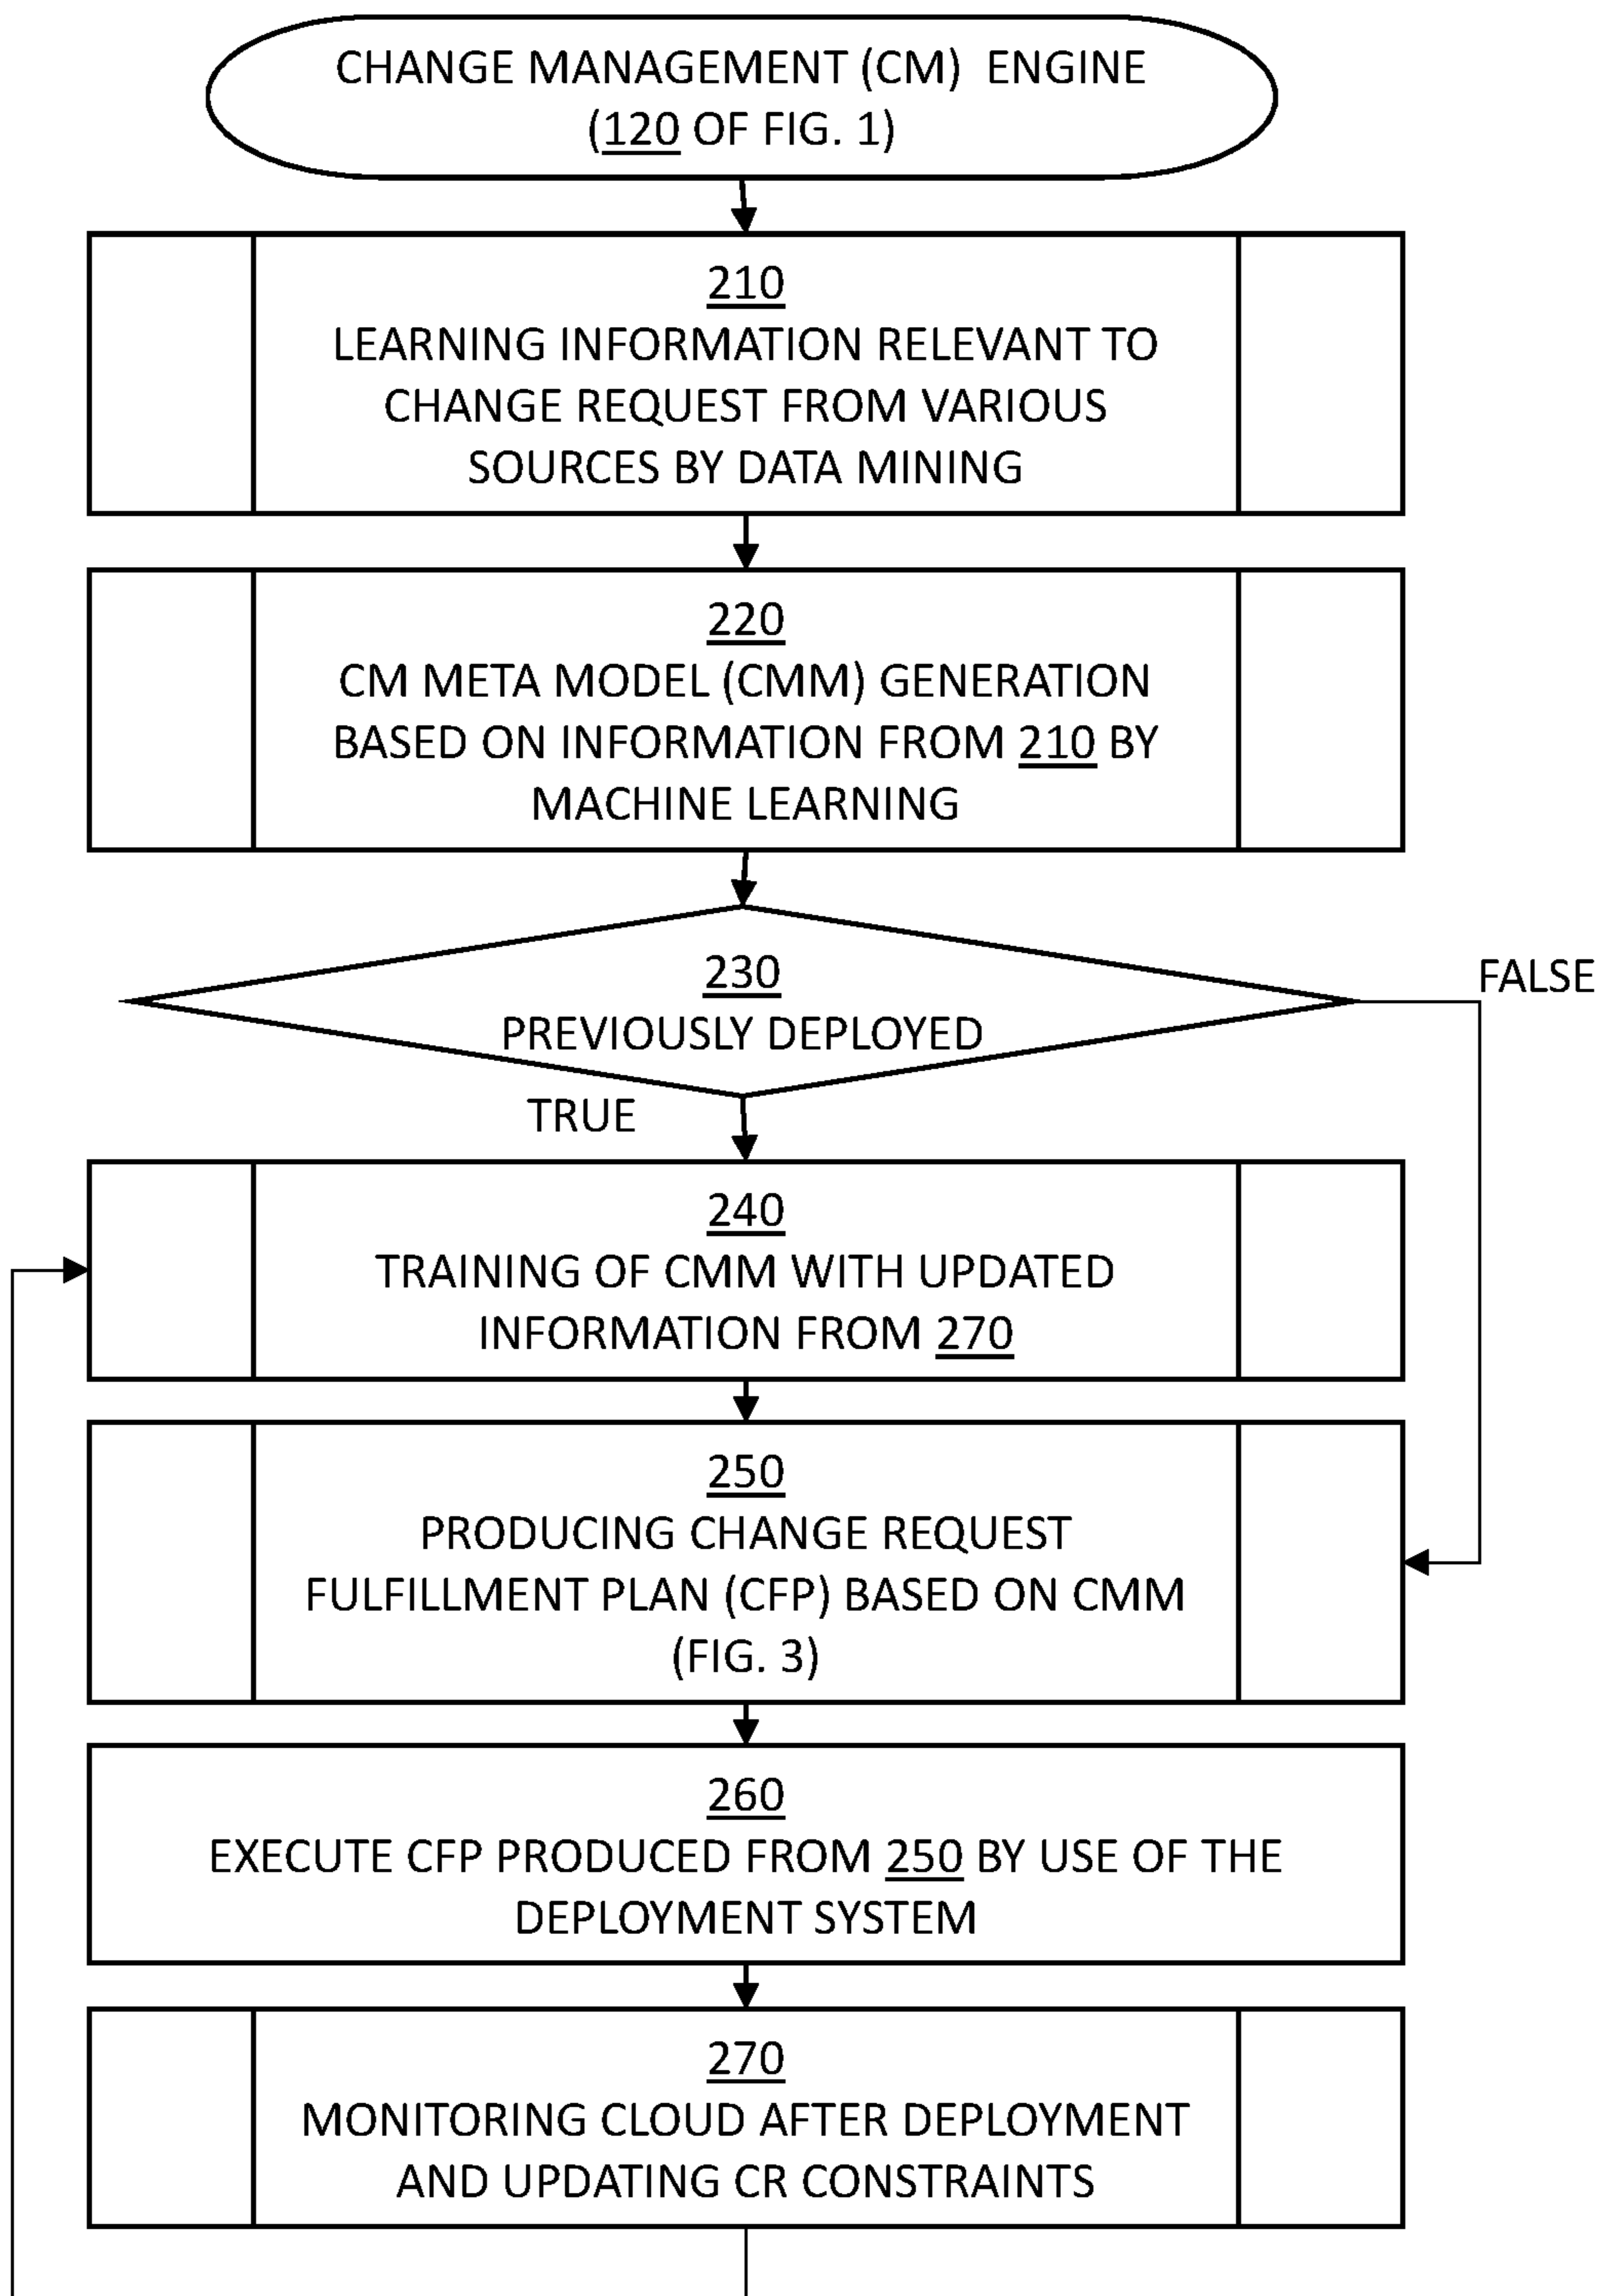 CHANGE MANAGEMENT (CM) ENGINE
(120 OF FIG. 1)
210
LEARNING INFORMATION RELEVANT TO
CHANGE REQUEST FROM VARIOUS
SOURCES BY DATA MINING
220
CM META MODEL (CMM) GENERATION
BASED ON INFORMATION FROM 210 BY
MACHINE LEARNING
230
PREVIOUSLY DEPLOYED
FALSE
TRUE
240
TRAINING OF CMM WITH UPDATED
INFORMATION FROM 270
250
PRODUCING CHANGE REQUEST
FULFILLMENT PLAN (CFP) BASED ON CMM
(FIG. 3)
260
EXECUTE CFP PRODUCED FROM 250 BY USE OF THE
DEPLOYMENT SYSTEM
270
MONITORING CLOUD AFTER DEPLOYMENT
AND UPDATING CR CONSTRAINTS